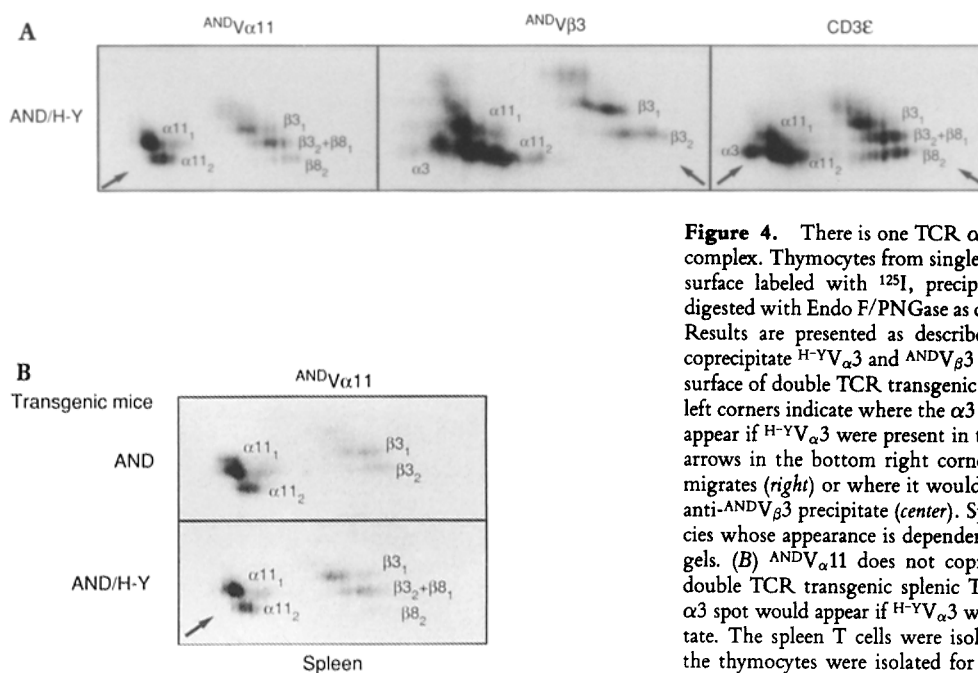 A
ANDVα11
ANDVβ3
CD3Ɛ
AND/H-Y
α11₁
α11₂
β3₁
β3₂+β8₁
β8₂
α11₁
α11₂
α3
β3₁
β3₂
α11₁
α3
α11₂
β3₁
β3₂+β8₁
β8₂
Figure 4. There is one TCR α
complex. Thymocytes from single
surface labeled with ¹²⁵I, precip
digested with Endo F/PNGase as
Results are presented as describe
coprecipitate H-YVα3 and ANDVβ3
surface of double TCR transgenic
left corners indicate where the α3
appear if H-YVα3 were present in t
arrows in the bottom right corne
migrates (right) or where it would
anti-ANDVβ3 precipitate (center). S
cies whose appearance is dependen
gels. (B) ANDVα11 does not copr
double TCR transgenic splenic T
α3 spot would appear if H-YVα3 w
tate. The spleen T cells were isol
the thymocytes were isolated for
B
ANDVα11
Transgenic mice
AND
α11₁
α11₂
β3₁
β3₂
AND/H-Y
α11₁
α11₂
β3₁
β3₂+β8₁
β8₂
Spleen